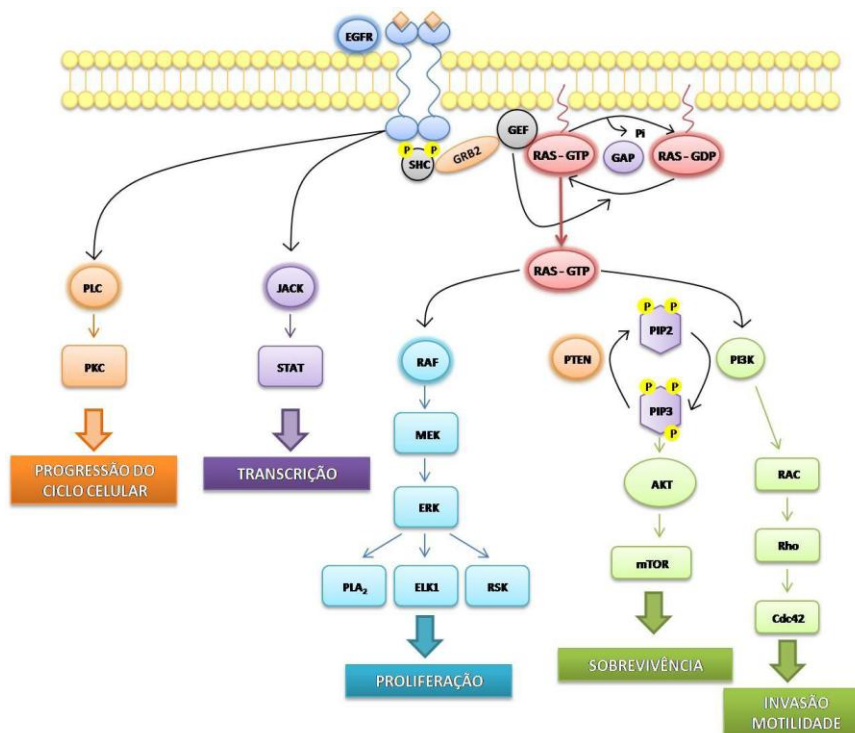 EGFR
P
P
SHC
GRB2
GEF
RAS - GTP
Pi
GAP
RAS - GDP
RAS - GTP
PLC
JACK
RAF
PTEN
P
P
PIP2
PI3K
PKC
STAT
P
P
PIP3
P
MEK
PROGRESSÃO DO
CICLO CELULAR
TRANSCRIÇÃO
AKT
RAC
ERK
Rho
mTOR
PLA₂
ELK1
RSK
Cdc42
SOBREVIVÊNCIA
PROLIFERAÇÃO
INVASÃO
MOTILIDADE